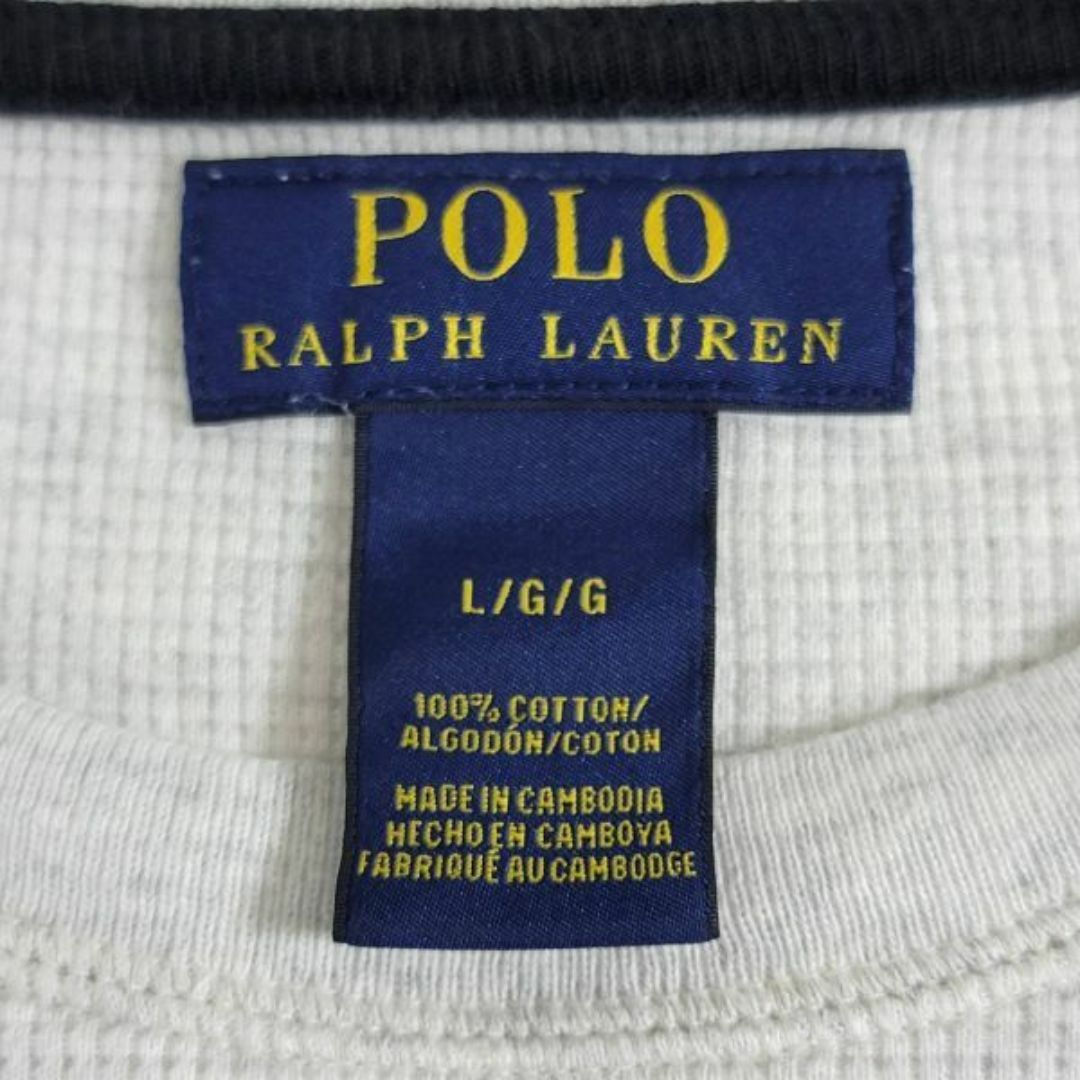 POLO
RALPH LAUREN
L/G/G
100% COTTON/
ALGODÓN/COTON
MADE IN CAMBODIA
HECHO EN CAMBOYA
FABRIQUÉ AU CAMBODGE